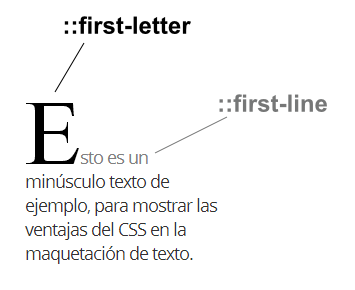 ::first-letter
::first-line
Esto es un
minúsculo texto de
ejemplo, para mostrar las
ventajas del CSS en la
maquetación de texto.